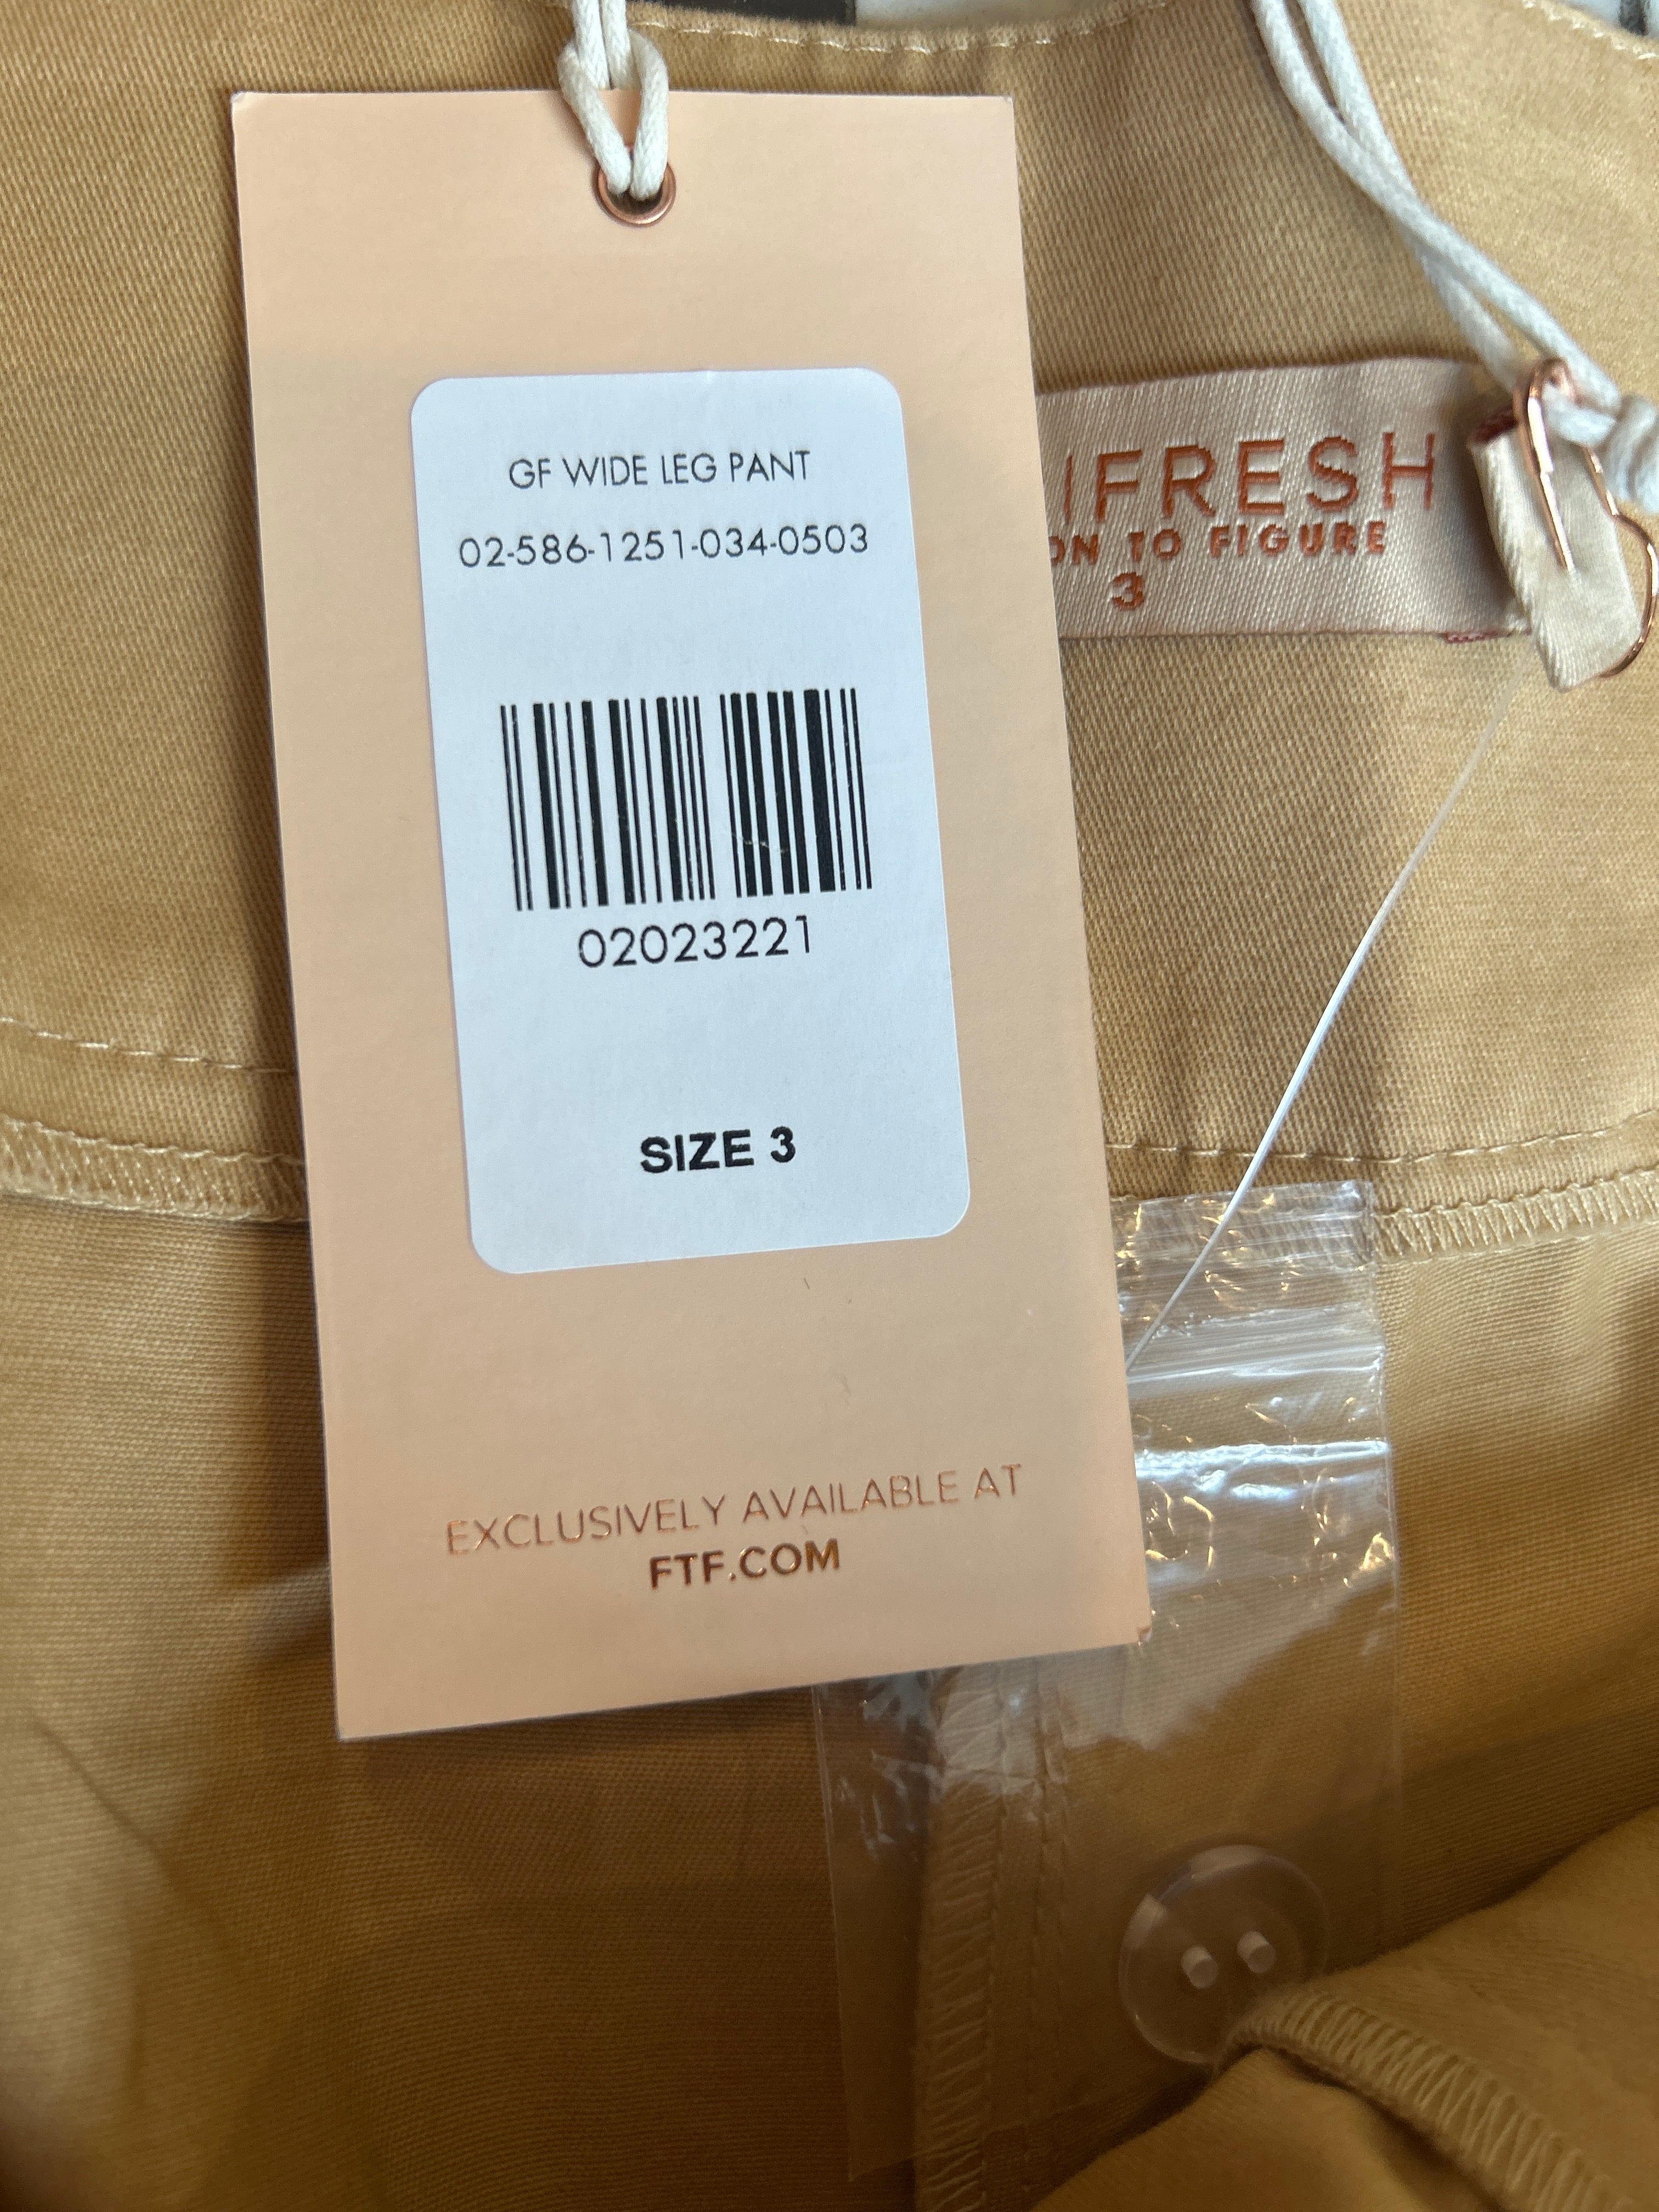 GF WIDE LEG PANT
02-586-1251-034-0503
02023221
SIZE 3
EXCLUSIVELY AVAILABLE AT
FTF.COM
IFRESH
ON TO FIGURE
3